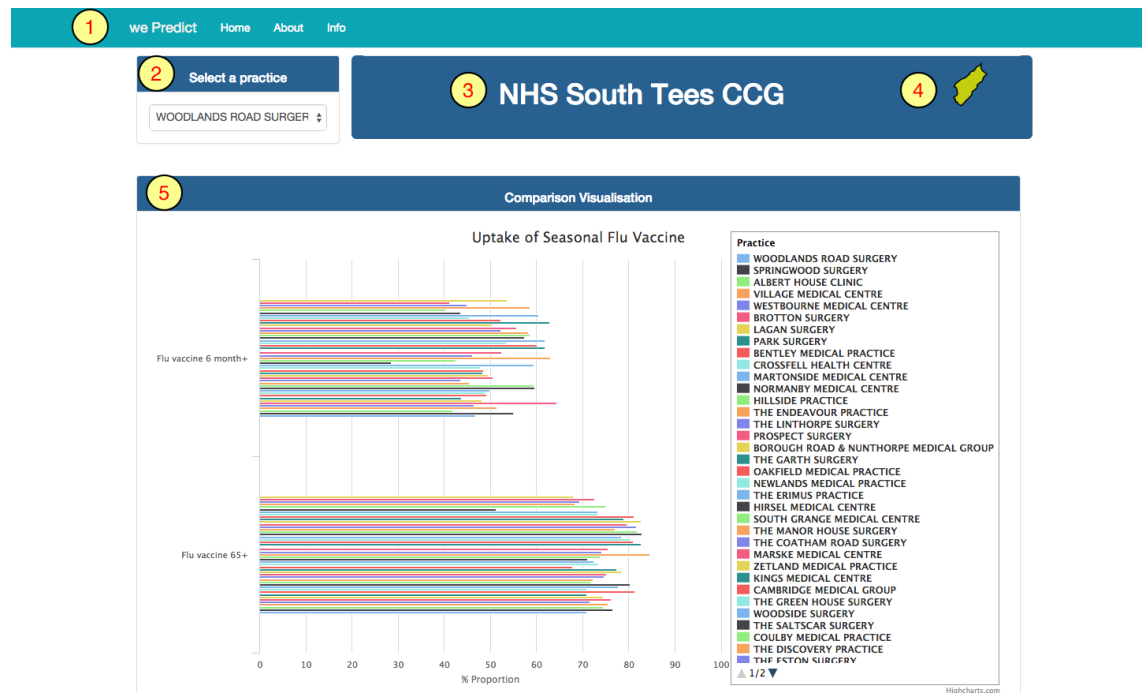 1 we Predict Home About Info
2 Select a practice
WOODLANDS ROAD SURGER
3 NHS South Tees CCG
4
5 Comparison Visualisation
Uptake of Seasonal Flu Vaccine
Flu vaccine 6 month+
Flu vaccine 65+
0 10 20 30 40 50 60 70 80 90 100
% Proportion
Practice
WOODLANDS ROAD SURGERY
SPRINGWOOD SURGERY
ALBERT HOUSE CLINIC
VILLAGE MEDICAL CENTRE
WESTBOURNE MEDICAL CENTRE
BROTTON SURGERY
LAGAN SURGERY
PARK SURGERY
BENTLEY MEDICAL PRACTICE
CROSSFELL HEALTH CENTRE
MARTONSIDE MEDICAL CENTRE
NORMANBY MEDICAL CENTRE
HILLSIDE PRACTICE
THE ENDEAVOUR PRACTICE
THE LINTHORPE SURGERY
PROSPECT SURGERY
BOROUGH ROAD & NUNTHORPE MEDICAL GROUP
THE GARTH SURGERY
OAKFIELD MEDICAL PRACTICE
NEWLANDS MEDICAL PRACTICE
THE ERIMUS PRACTICE
HIRSEL MEDICAL CENTRE
SOUTH GRANGE MEDICAL CENTRE
THE MANOR HOUSE SURGERY
THE COATHAM ROAD SURGERY
MARSKE MEDICAL CENTRE
ZETLAND MEDICAL PRACTICE
KINGS MEDICAL CENTRE
CAMBRIDGE MEDICAL GROUP
THE GREEN HOUSE SURGERY
WOODSIDE SURGERY
THE SALTSCAR SURGERY
COULBY MEDICAL PRACTICE
THE DISCOVERY PRACTICE
THE ESTON SURGERY
1/2
Highcharts.com